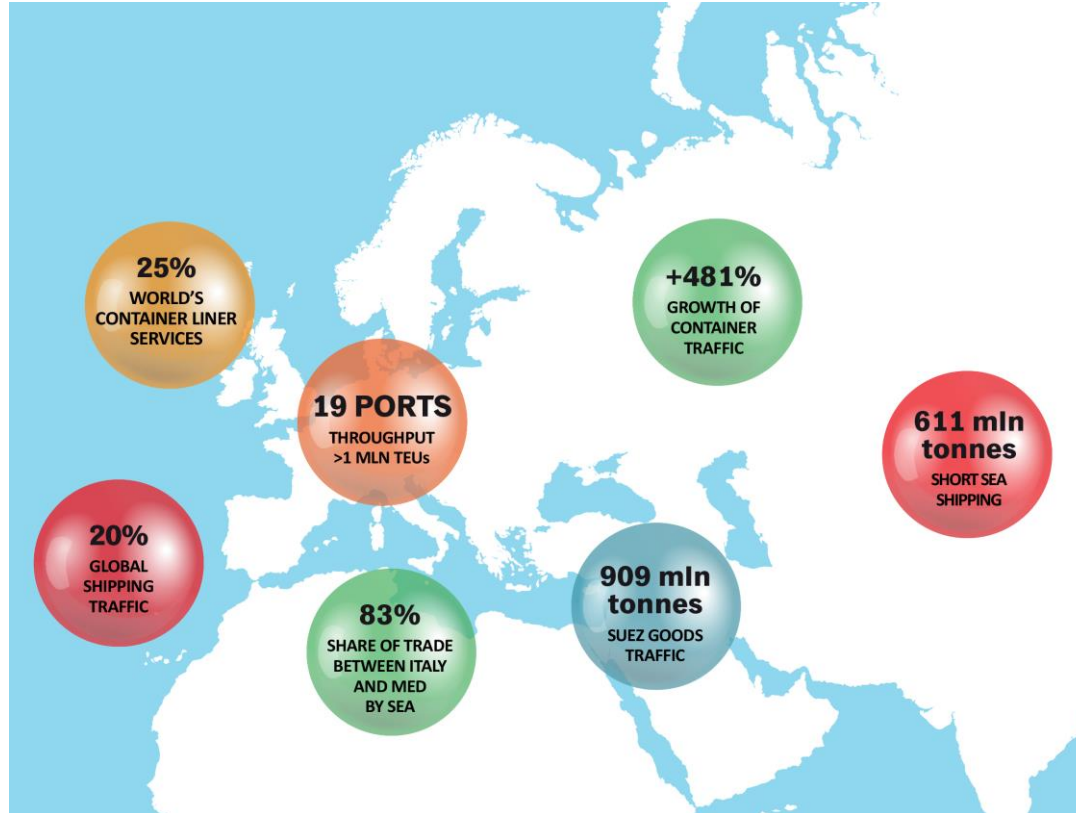 25%
WORLD'S
CONTAINER LINER
SERVICES
+481%
GROWTH OF
CONTAINER
TRAFFIC
19 PORTS
THROUGHPUT
>1 MLN TEUs
611 mln
tonnes
SHORT SEA
SHIPPING
20%
GLOBAL
SHIPPING
TRAFFIC
83%
SHARE OF TRADE
BETWEEN ITALY
AND MED
BY SEA
909 mln
tonnes
SUEZ GOODS
TRAFFIC